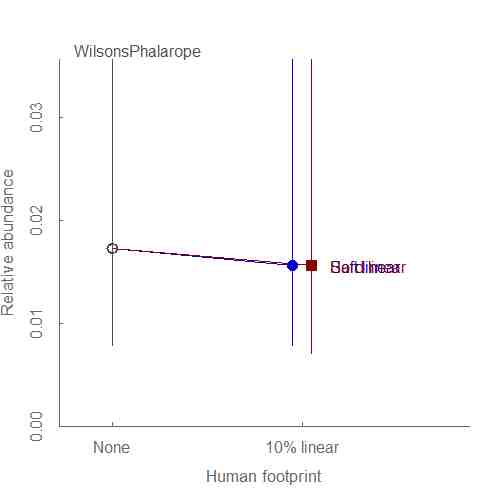 WilsonsPhalarope
0.03
0.02
0.01
0.00
Relative abundance
None
10% linear
Human footprint